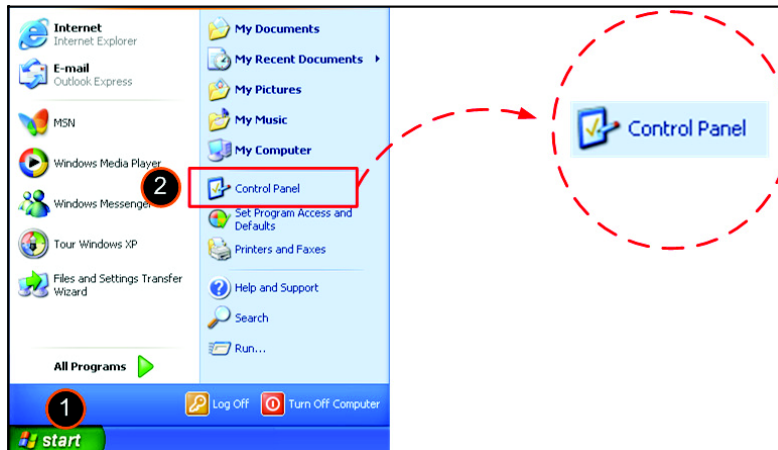 Internet
Internet Explorer
E-mail
Outlook Express
MSN
Windows Media Player
2
Windows Messenger
Tour Windows XP
Files and Settings Transfer
Wizard
All Programs
My Documents
My Recent Documents
My Pictures
My Music
My Computer
Control Panel
Set Program Access and
Defaults
Printers and Faxes
Help and Support
Search
Run...
1
Log Off
Turn Off Computer
start
Control Panel